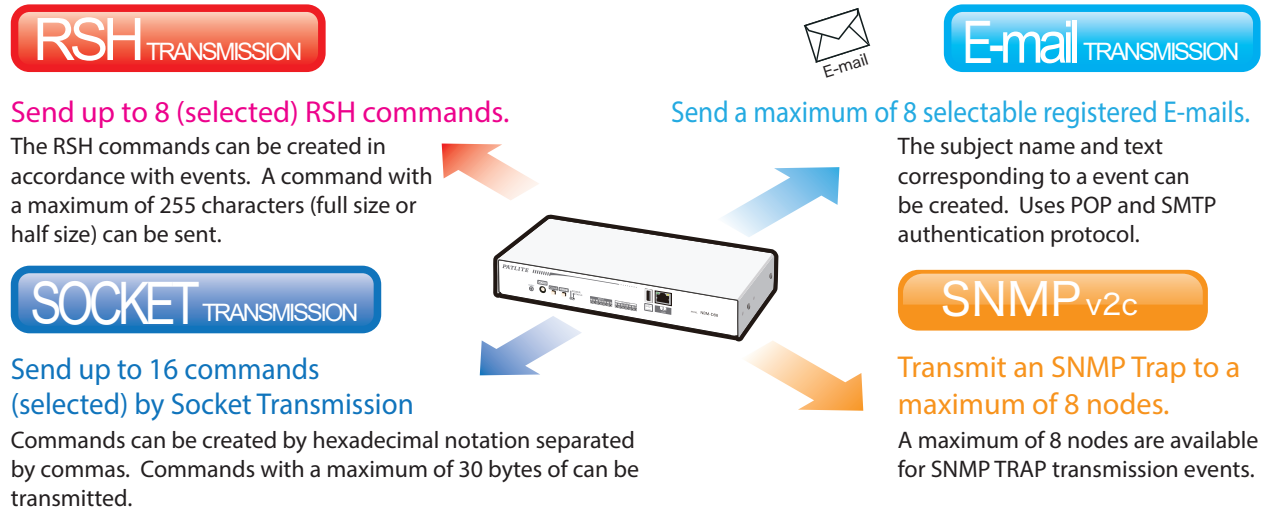 RSH TRANSMISSION
Send up to 8 (selected) RSH commands.
The RSH commands can be created in
accordance with events. A command with
a maximum of 255 characters (full size or
half size) can be sent.
E-mail
E-mail TRANSMISSION
Send a maximum of 8 selectable registered E-mails.
The subject name and text
corresponding to a event can
be created. Uses POP and SMTP
authentication protocol.
PATLITE
SOCKET TRANSMISSION
Send up to 16 commands
(selected) by Socket Transmission
Commands can be created by hexadecimal notation separated
by commas. Commands with a maximum of 30 bytes of can be
transmitted.
SNMP v2c
Transmit an SNMP Trap to a
maximum of 8 nodes.
A maximum of 8 nodes are available
for SNMP TRAP transmission events.